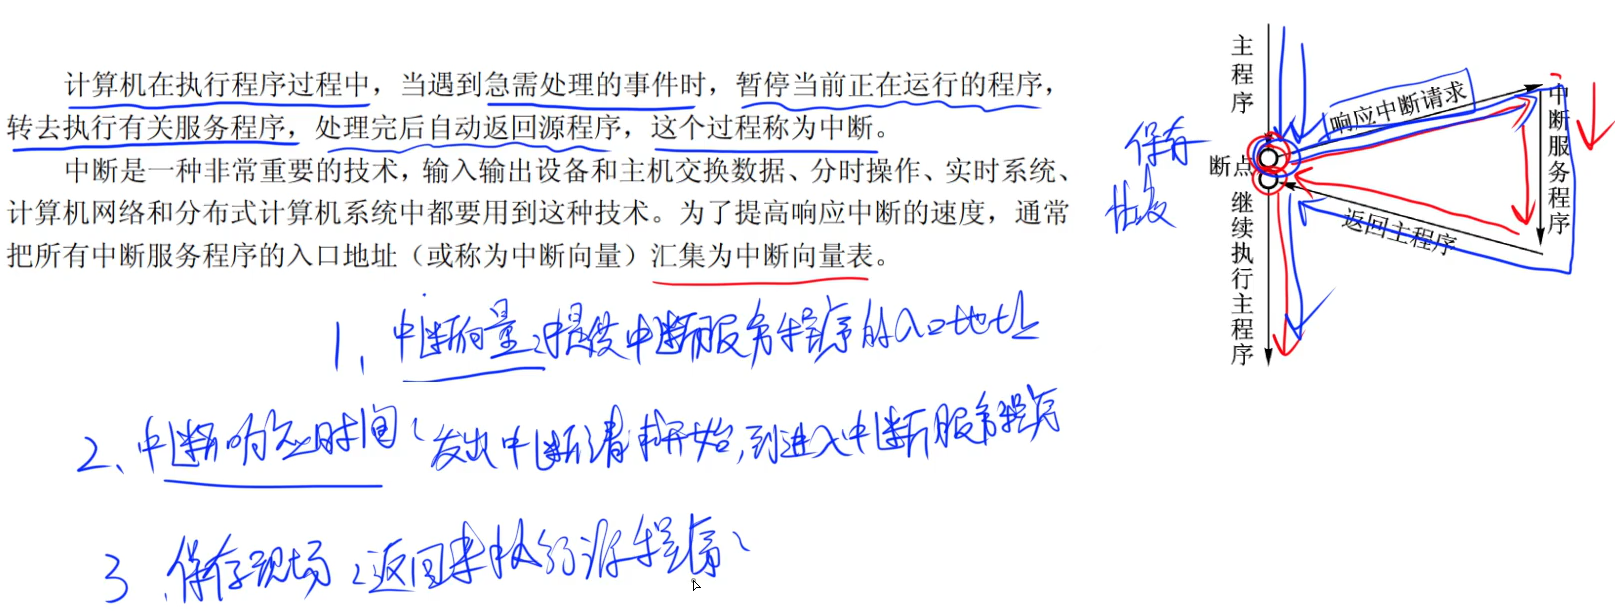 计算机在执行程序过程中，当遇到急需处理的事件时，暂停当前正在运行的程序，
转去执行有关服务程序，处理完后自动返回源程序，这个过程称为中断。
中断是一种非常重要的技术，输入输出设备和主机交换数据、分时操作、实时系统、
计算机网络和分布式计算机系统中都要用到这种技术。为了提高响应中断的速度，通常
把所有中断服务程序的入口地址（或称为中断向量）汇集为中断向量表。
主程序
响应中断请求
中断服务程序
保存
断点
返回主程序
继续执行主程序
1、中断向量：提供中断服务程序的入口地址
2、中断响应时间：发出中断请求开始，到进入中断服务程序
3、保存现场：返回来执行源程序